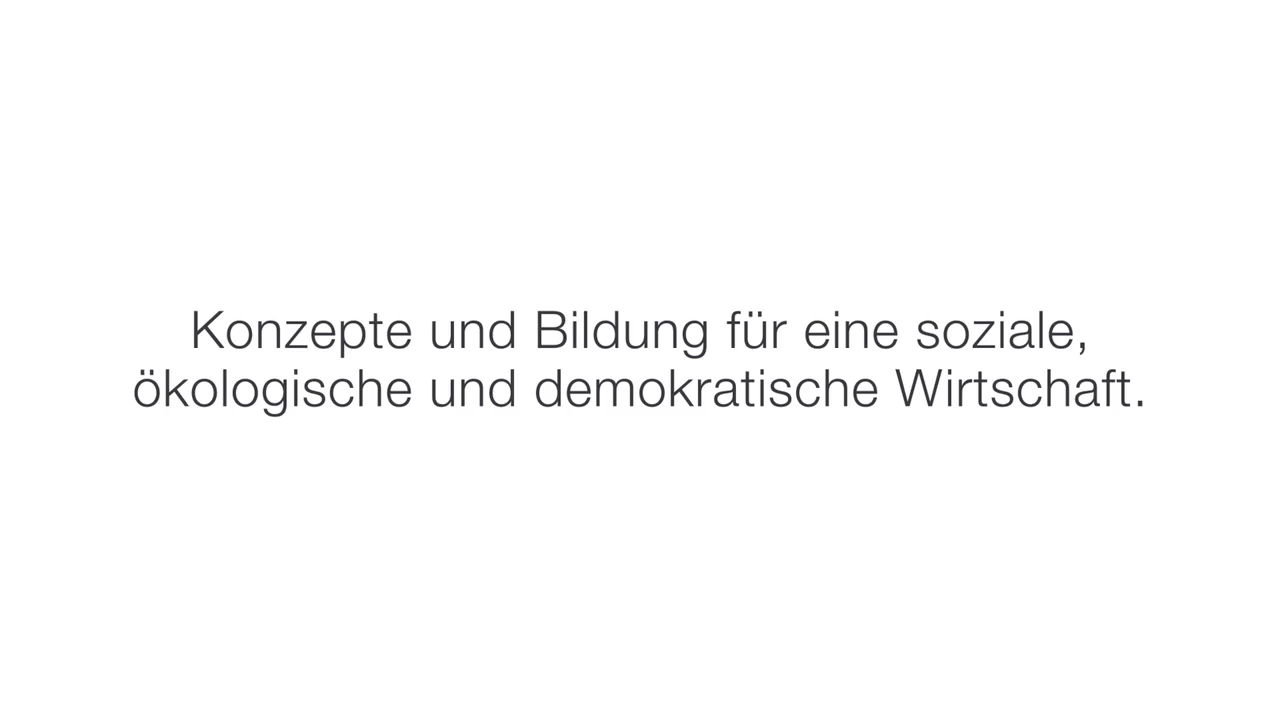 Konzepte und Bildung für eine soziale,
ökologische und demokratische Wirtschaft.